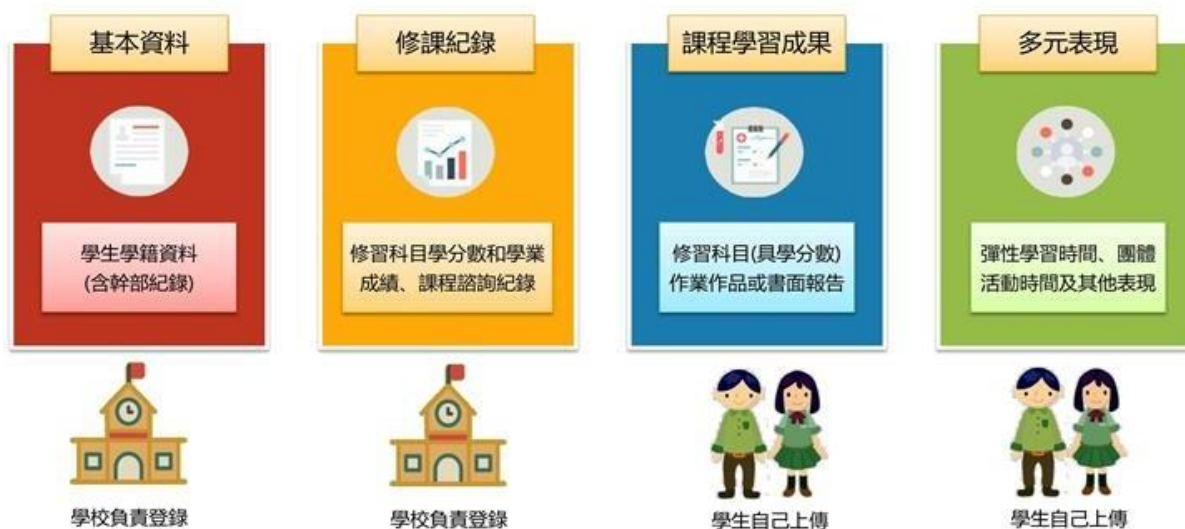 基本資料
修課紀錄
課程學習成果
多元表現
學生學籍資料
(含幹部紀錄)
修習科目學分數和學業
成績、課程諮詢紀錄
修習科目(具學分數)
作業作品或書面報告
彈性學習時間、團體
活動時間及其他表現
學校負責登錄
學校負責登錄
學生自己上傳
學生自己上傳